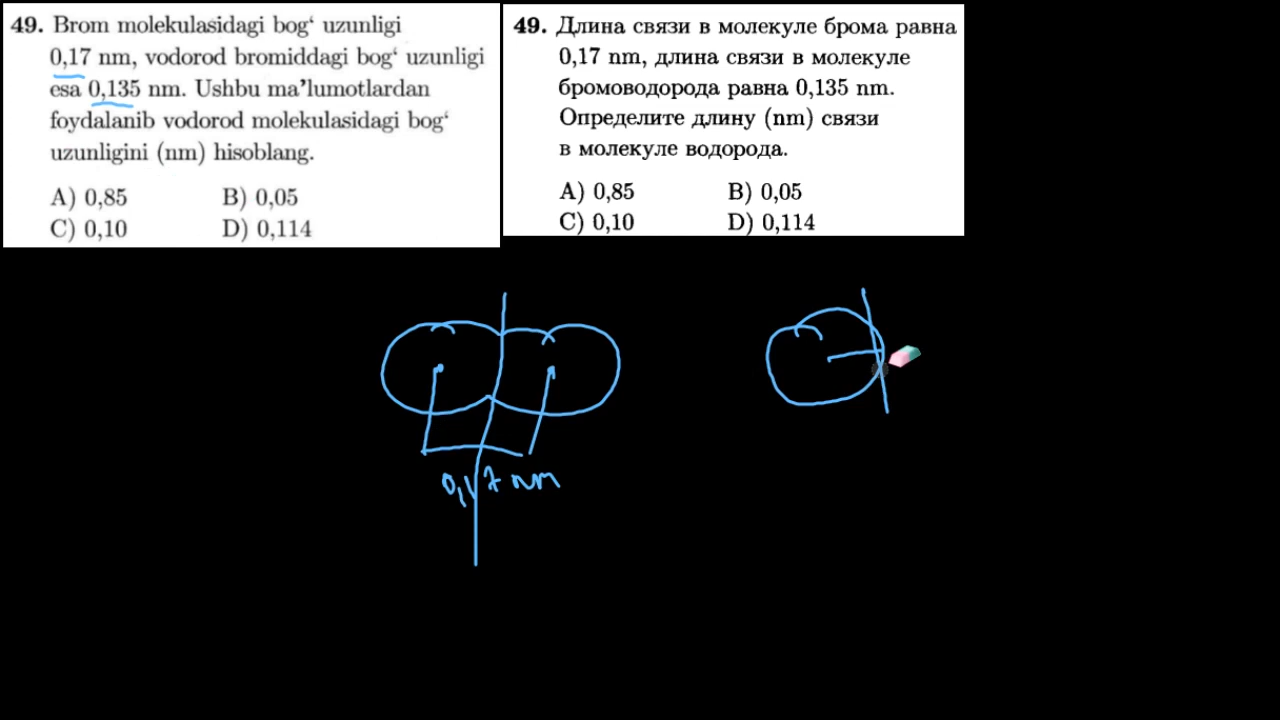 49. Brom molekulasidagi bog‘ uzunligi
0,17 nm, vodorod bromiddagi bog‘ uzunligi
esa 0,135 nm. Ushbu ma’lumotlardan
foydalanib vodorod molekulasidagi bog‘
uzunligini (nm) hisoblang.
A) 0,85 B) 0,05
C) 0,10 D) 0,114
49. Длина связи в молекуле брома равна
0,17 nm, длина связи в молекуле
бромоводорода равна 0,135 nm.
Определите длину (nm) связи
в молекуле водорода.
A) 0,85 B) 0,05
C) 0,10 D) 0,114
0,17 nm